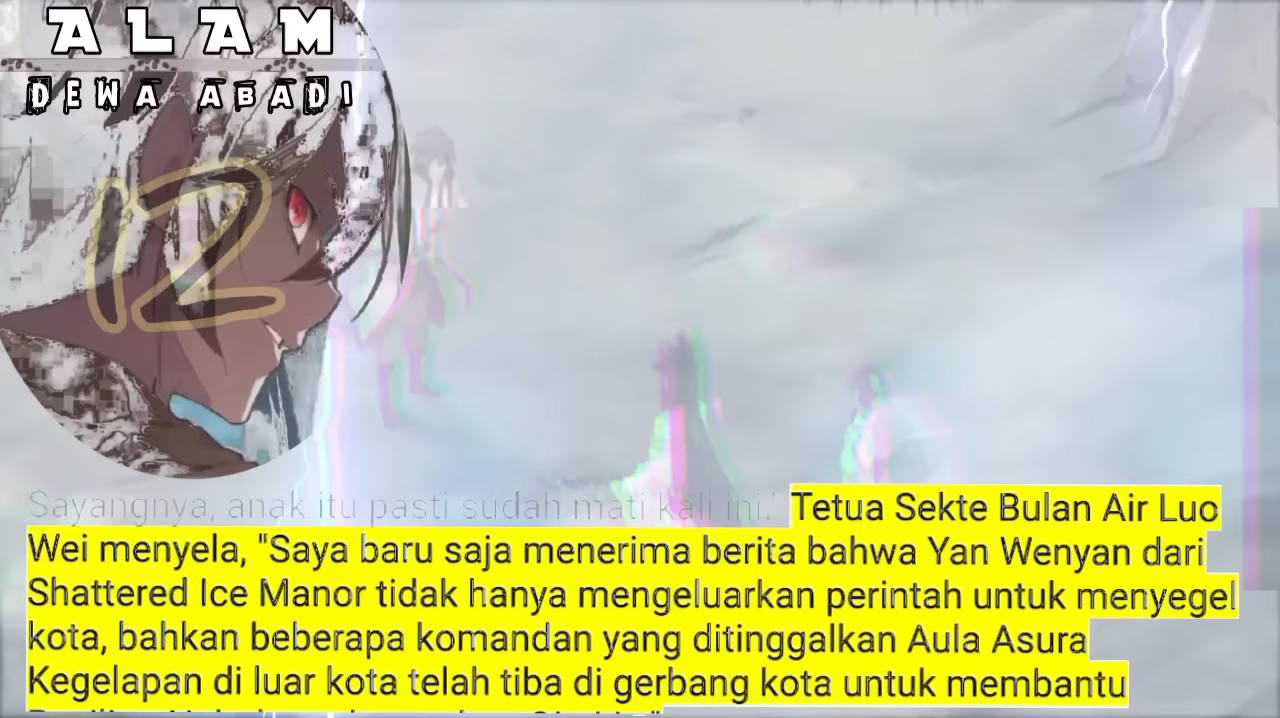 ALAM
DEWA ABADI
12
Sayangnya, anak itu pasti sudah mati kali ini.' Tetua Sekte Bulan Air Luo
Wei menyela, "Saya baru saja menerima berita bahwa Yan Wenyan dari
Shattered Ice Manor tidak hanya mengeluarkan perintah untuk menyegel
kota, bahkan beberapa komandan yang ditinggalkan Aula Asura
Kegelapan di luar kota telah tiba di gerbang kota untuk membantu